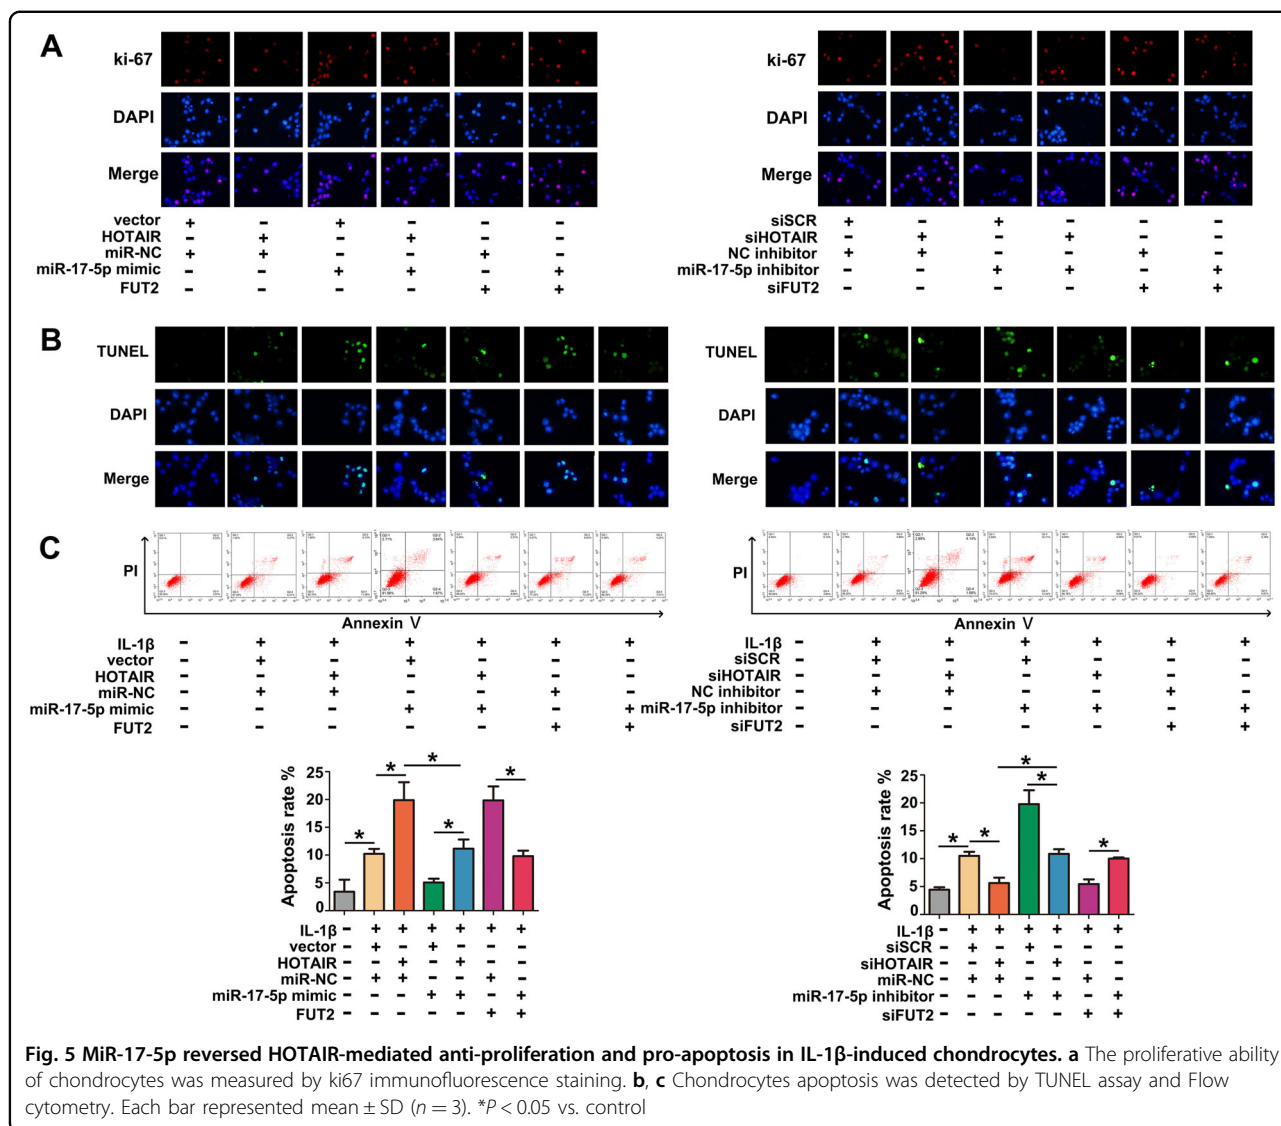 A
ki-67
DAPI
Merge
vector + - + - - -
HOTAIR - + - + - -
miR-NC + + - - + -
miR-17-5p mimic - - + + - +
FUT2 - - - - + +
ki-67
DAPI
Merge
siSCR + - + - - -
siHOTAIR - + - + - -
NC inhibitor + + - - + -
miR-17-5p inhibitor - - + + - +
siFUT2 - - - - + +
B
TUNEL
DAPI
Merge
TUNEL
DAPI
Merge
C
PI
Annexin V
IL-1β - + + + + + +
vector - + - + - - -
HOTAIR - - + - + - -
miR-NC - + + - - + -
miR-17-5p mimic - - - + + - +
FUT2 - - - - - + +
PI
Annexin V
IL-1β - + + + + + +
siSCR - + - + - - -
siHOTAIR - - + - + - -
NC inhibitor - + + - - + -
miR-17-5p inhibitor - - - + + - +
siFUT2 - - - - - + +
Apoptosis rate %
25
20
15
10
5
0
* * * * *
IL-1β - + + + + + +
vector - + - + - - -
HOTAIR - - + - + - -
miR-NC - + + - - + -
miR-17-5p mimic - - - + + - +
FUT2 - - - - - + +
Apoptosis rate %
25
20
15
10
5
0
* * * * *
IL-1β - + + + + + +
siSCR - + - + - - -
siHOTAIR - - + - + - -
miR-NC - + + - - + -
miR-17-5p inhibitor - - - + + - +
siFUT2 - - - - - + +
Fig. 5 MiR-17-5p reversed HOTAIR-mediated anti-proliferation and pro-apoptosis in IL-1β-induced chondrocytes. a The proliferative ability
of chondrocytes was measured by ki67 immunofluorescence staining. b, c Chondrocytes apoptosis was detected by TUNEL assay and Flow
cytometry. Each bar represented mean ± SD (n = 3). *P < 0.05 vs. control